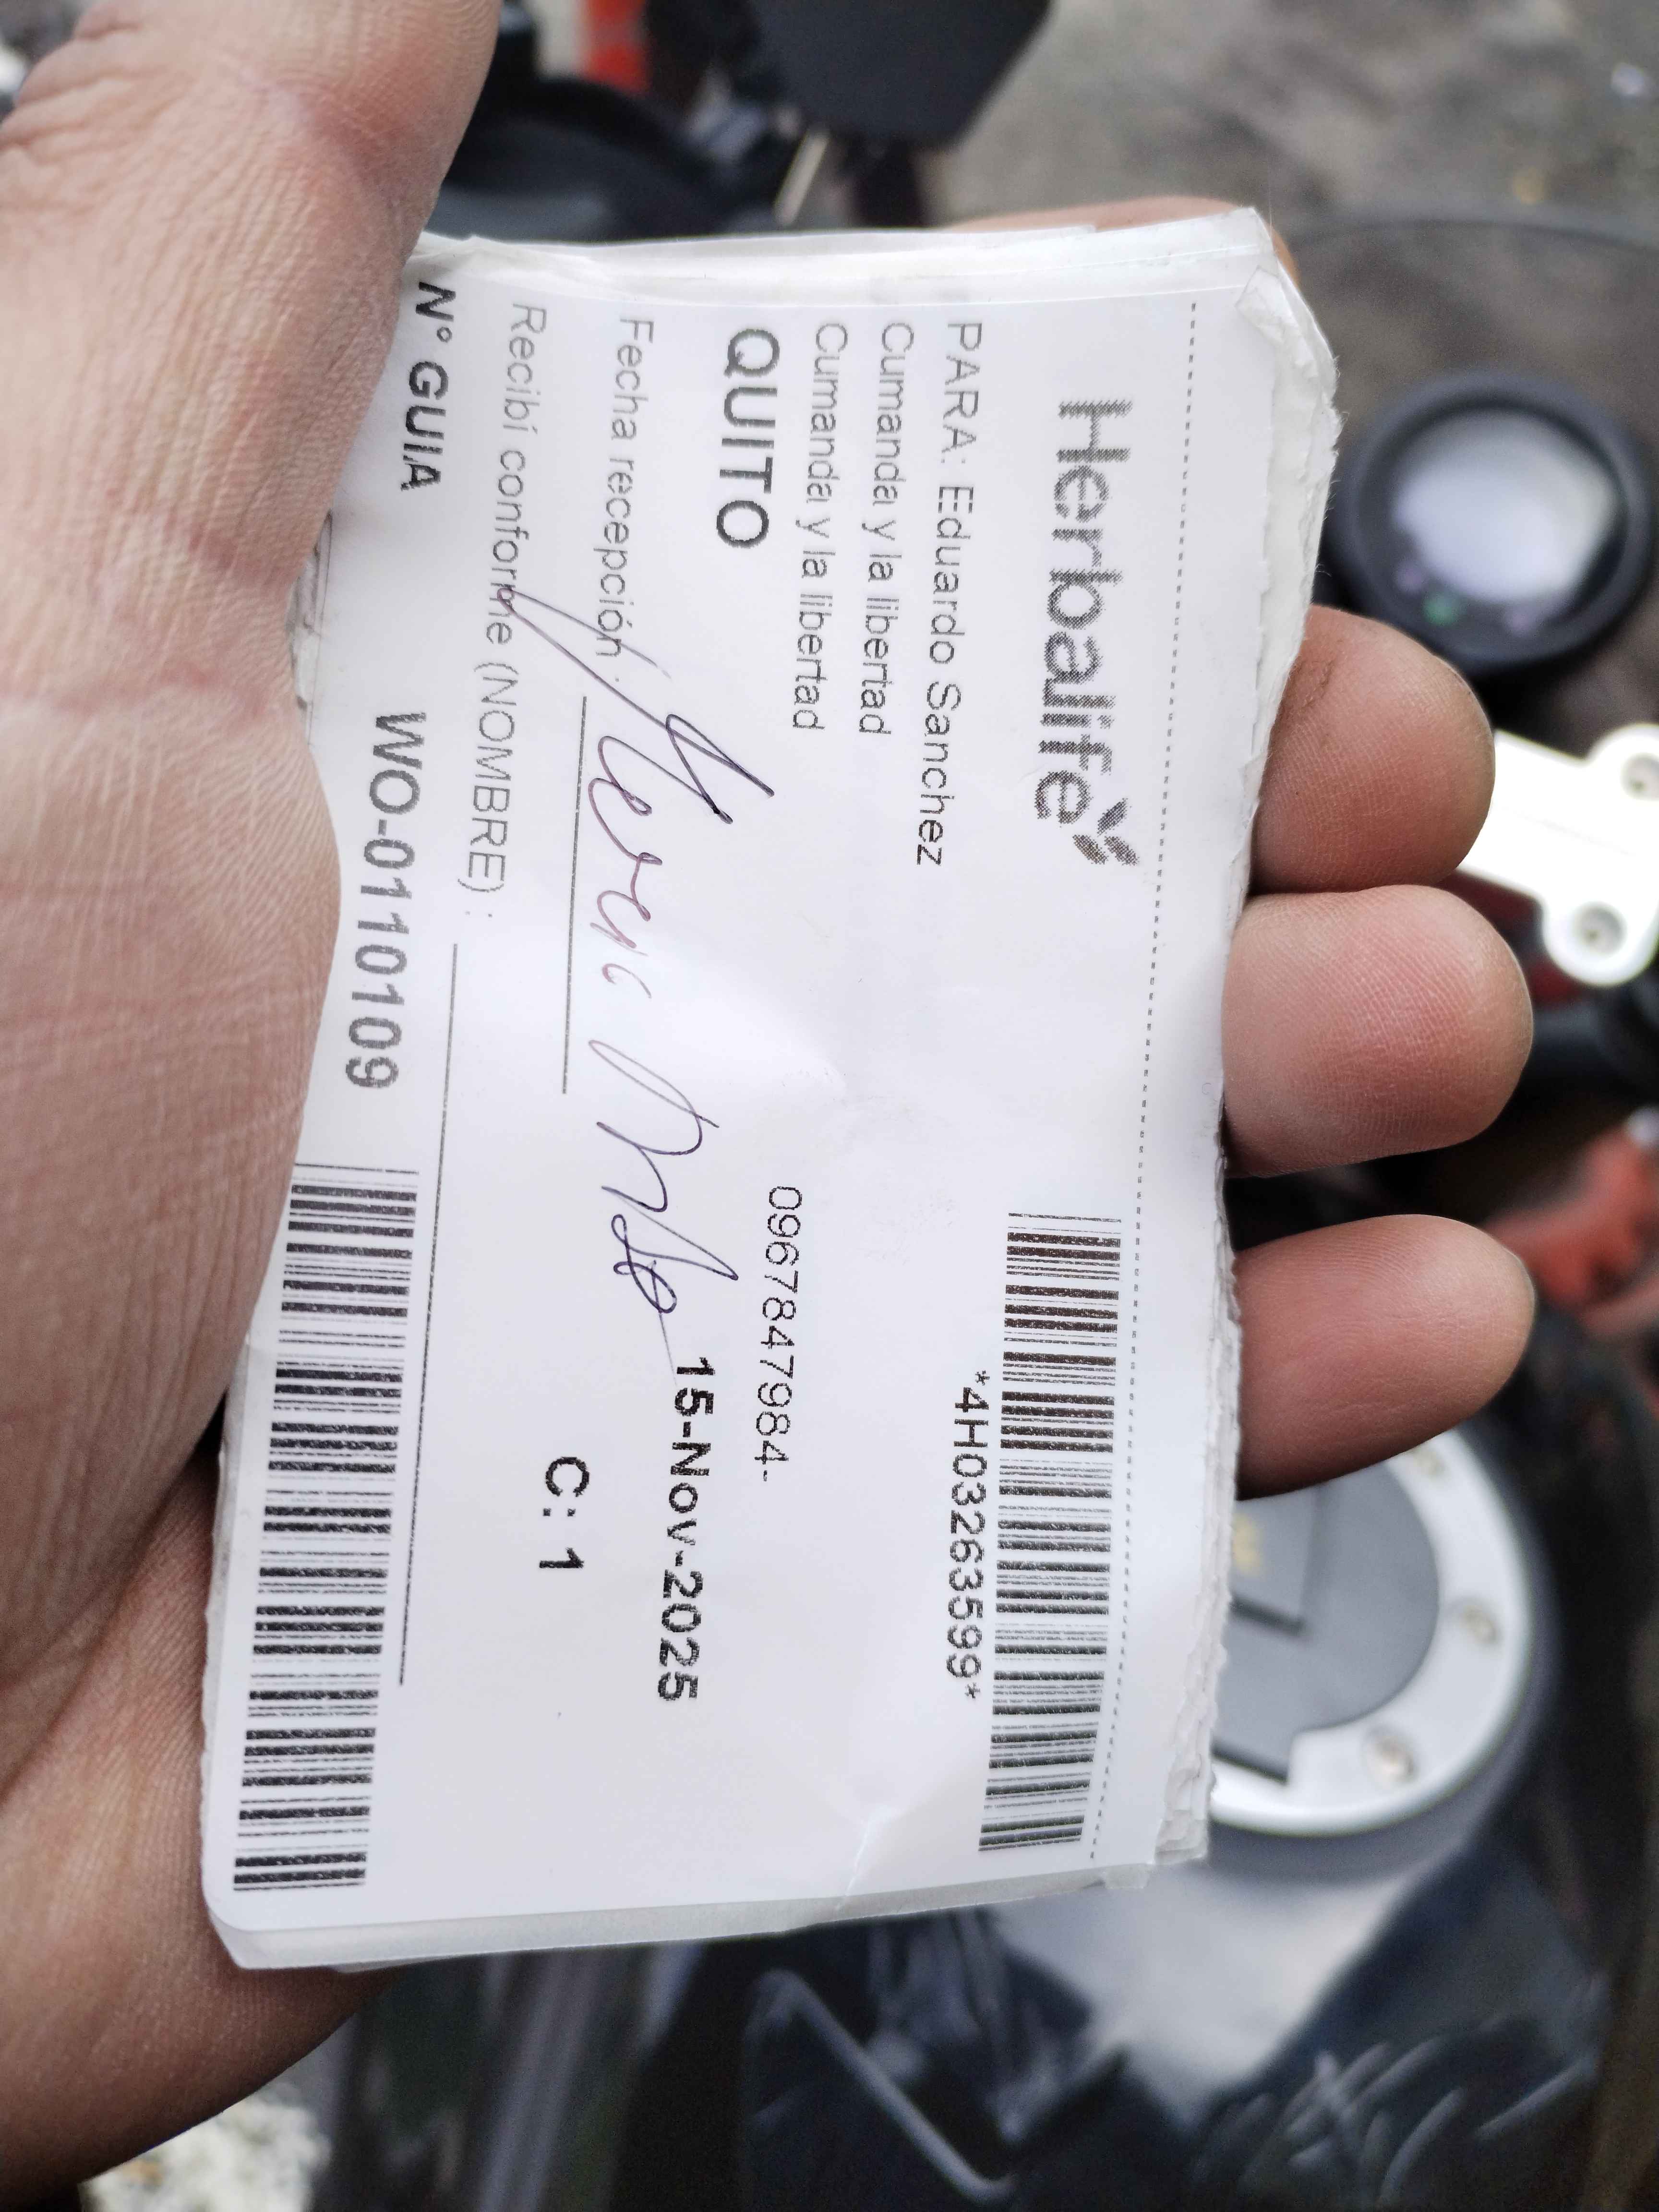 Herbalife
*4H03263599*
PARA: Eduardo Sanchez
Cumanda y la libertad
Cumanda y la libertad
QUITO
0967847984-
Fecha recepción:
15-Nov-2025
Recibí conforme (NOMBRE) :
C: 1
N° GUIA
WO-0110109